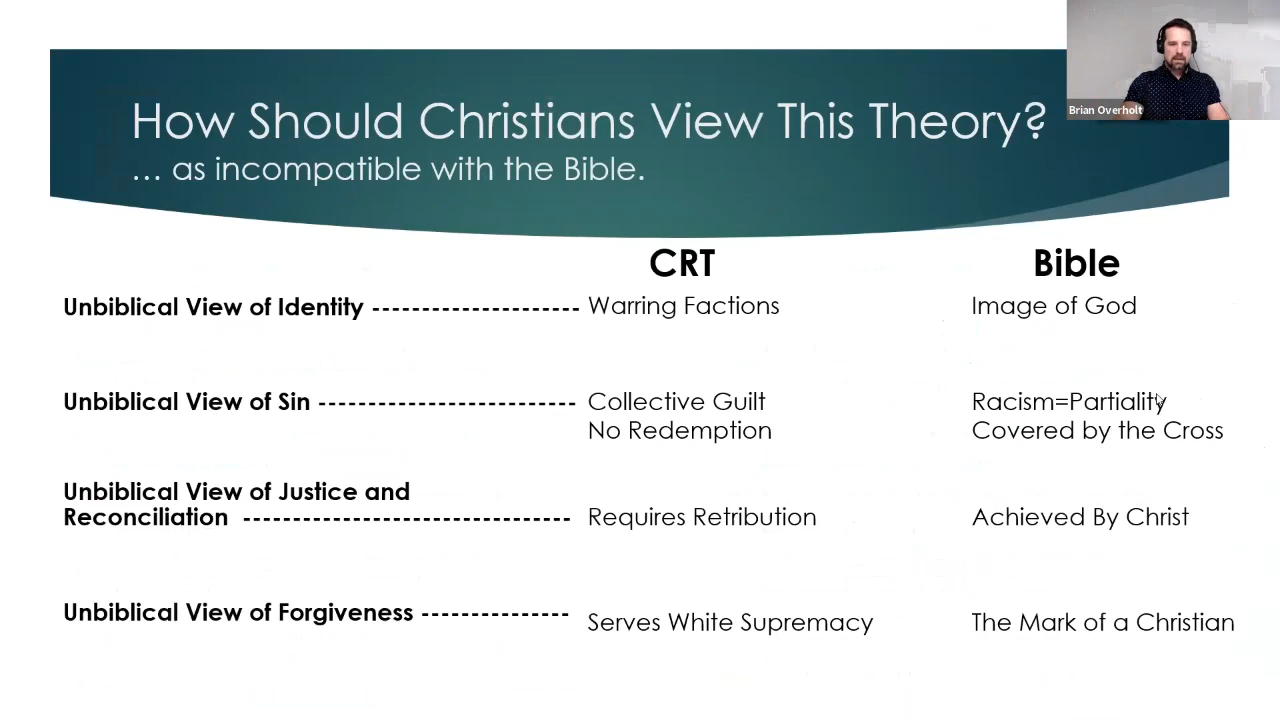 Brian Overholt
How Should Christians View This Theory?
... as incompatible with the Bible.
CRT Bible
Unbiblical View of Identity --------------------- Warring Factions Image of God
Unbiblical View of Sin -------------------------- Collective Guilt Racism=Partiality
No Redemption Covered by the Cross
Unbiblical View of Justice and
Reconciliation --------------------------------- Requires Retribution Achieved By Christ
Unbiblical View of Forgiveness --------------- Serves White Supremacy The Mark of a Christian